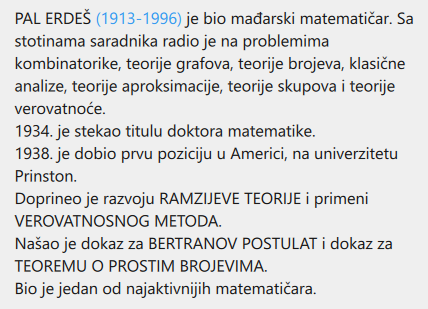 PAL ERDEŠ (1913-1996) je bio mađarski matematičar. Sa
stotinama saradnika radio je na problemima
kombinatorike, teorije grafova, teorije brojeva, klasične
analize, teorije aproksimacije, teorije skupova i teorije
verovatnoće.
1934. je stekao titulu doktora matematike.
1938. je dobio prvu poziciju u Americi, na univerzitetu
Prinston.
Doprineo je razvoju RAMZIJEVE TEORIJE i primeni
VEROVATNOSNOG METODA.
Našao je dokaz za BERTRANOV POSTULAT i dokaz za
TEOREMU O PROSTIM BROJEVIMA.
Bio je jedan od najaktivnijih matematičara.